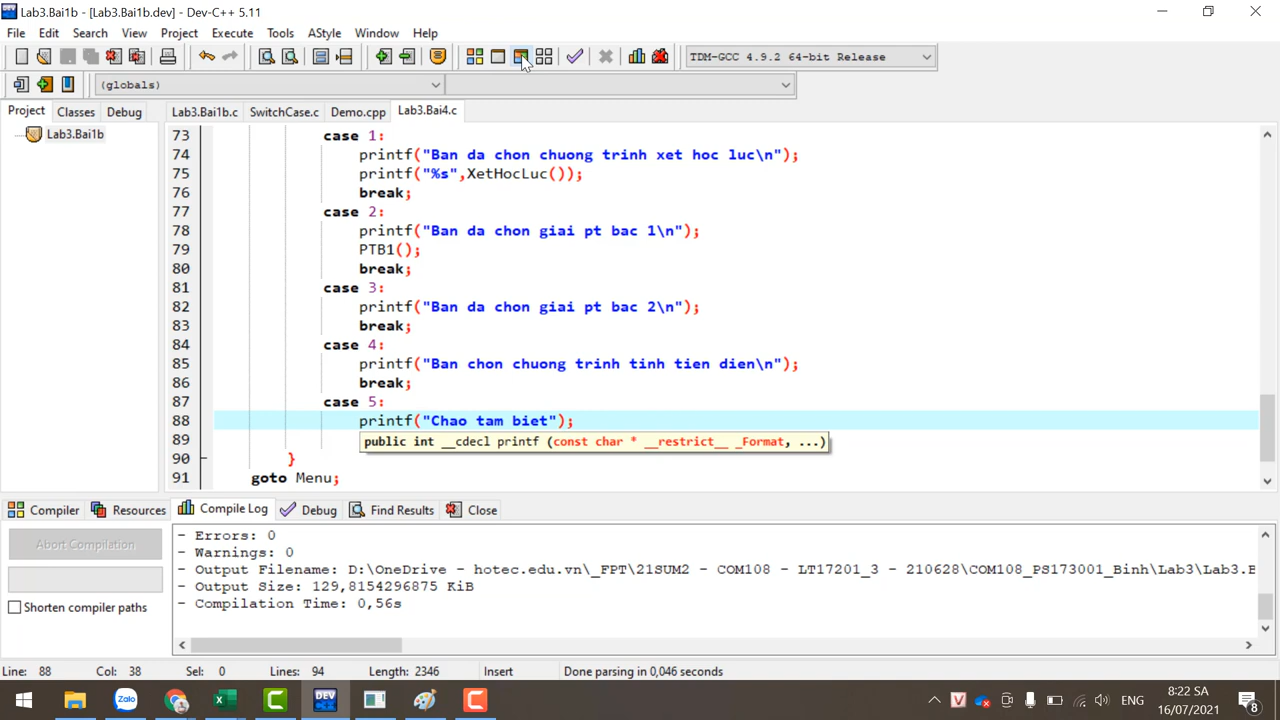 Lab3.Bai1b - [Lab3.Bai1b.dev] - Dev-C++ 5.11
File Edit Search View Project Execute Tools AStyle Window Help
TDM-GCC 4.9.2 64-bit Release
(globals)
Project Classes Debug
Lab3.Bai1b.c SwitchCase.c Demo.cpp Lab3.Bai4.c
Lab3.Bai1b
73 case 1:
74 printf("Ban da chon chuong trinh xet hoc luc\n");
75 printf("%s",XetHocLuc());
76 break;
77 case 2:
78 printf("Ban da chon giai pt bac 1\n");
79 PTB1();
80 break;
81 case 3:
82 printf("Ban da chon giai pt bac 2\n");
83 break;
84 case 4:
85 printf("Ban chon chuong trinh tinh tien dien\n");
86 break;
87 case 5:
88 printf("Chao tam biet");
89 public int __cdecl printf (const char * __restrict__ _Format, ...)
90 }
91 goto Menu;
Compiler Resources Compile Log Debug Find Results Close
Abort Compilation
Shorten compiler paths
- Errors: 0
- Warnings: 0
- Output Filename: D:\OneDrive - hotec.edu.vn\_FPT\21SUM2 - COM108 - LT17201_3 - 210628\COM108_PS173001_Binh\Lab3\Lab3.B
- Output Size: 129,8154296875 KiB
- Compilation Time: 0,56s
Line: 88 Col: 38 Sel: 0 Lines: 94 Length: 2346 Insert Done parsing in 0,046 seconds
Zalo
DEV
ENG
8:22 SA
16/07/2021
8